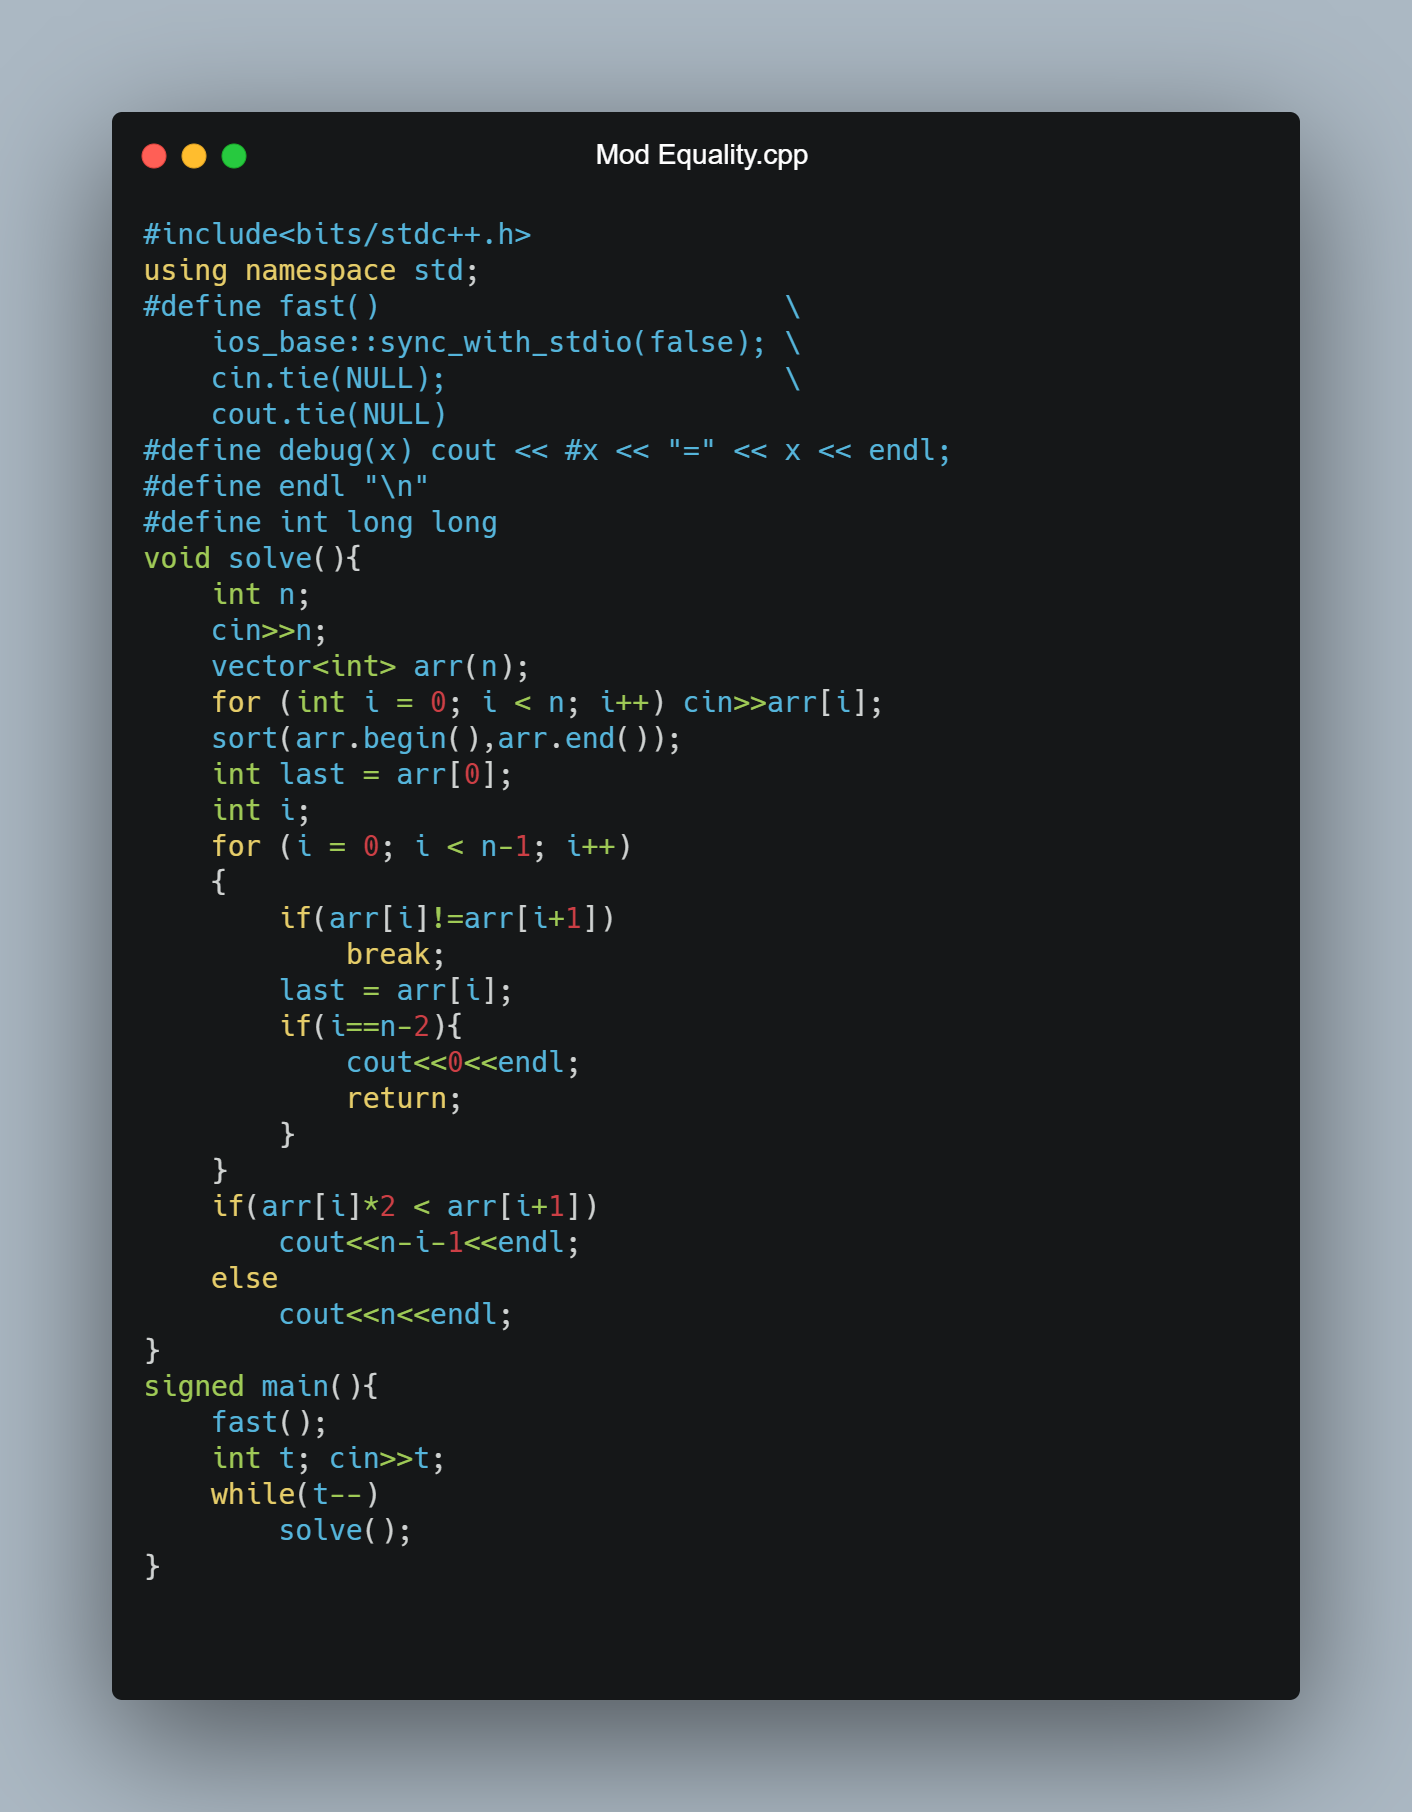 Mod Equality.cpp
#include<bits/stdc++.h>
using namespace std;
#define fast()                        \
    ios_base::sync_with_stdio(false); \
    cin.tie(NULL);                    \
    cout.tie(NULL)
#define debug(x) cout << #x << "=" << x << endl;
#define endl "\n"
#define int long long
void solve(){
    int n;
    cin>>n;
    vector<int> arr(n);
    for (int i = 0; i < n; i++) cin>>arr[i];
    sort(arr.begin(),arr.end());
    int last = arr[0];
    int i;
    for (i = 0; i < n-1; i++)
    {
        if(arr[i]!=arr[i+1])
            break;
        last = arr[i];
        if(i==n-2){
            cout<<0<<endl;
            return;
        }
    }
    if(arr[i]*2 < arr[i+1])
        cout<<n-i-1<<endl;
    else
        cout<<n<<endl;
}
signed main(){
    fast();
    int t; cin>>t;
    while(t--)
        solve();
}